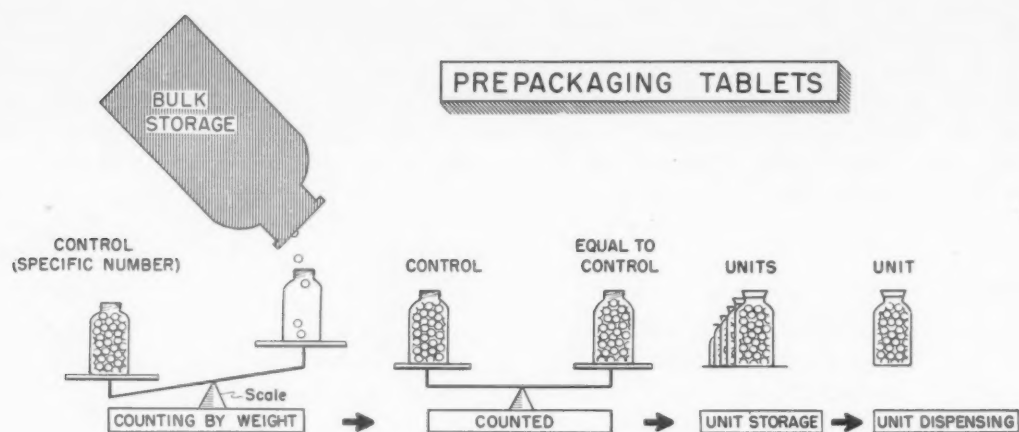 PREPACKAGING TABLETS
BULK
STORAGE
CONTROL
(SPECIFIC NUMBER)
CONTROL
EQUAL TO
CONTROL
UNITS
UNIT
Scale
COUNTING BY WEIGHT
COUNTED
UNIT STORAGE
UNIT DISPENSING